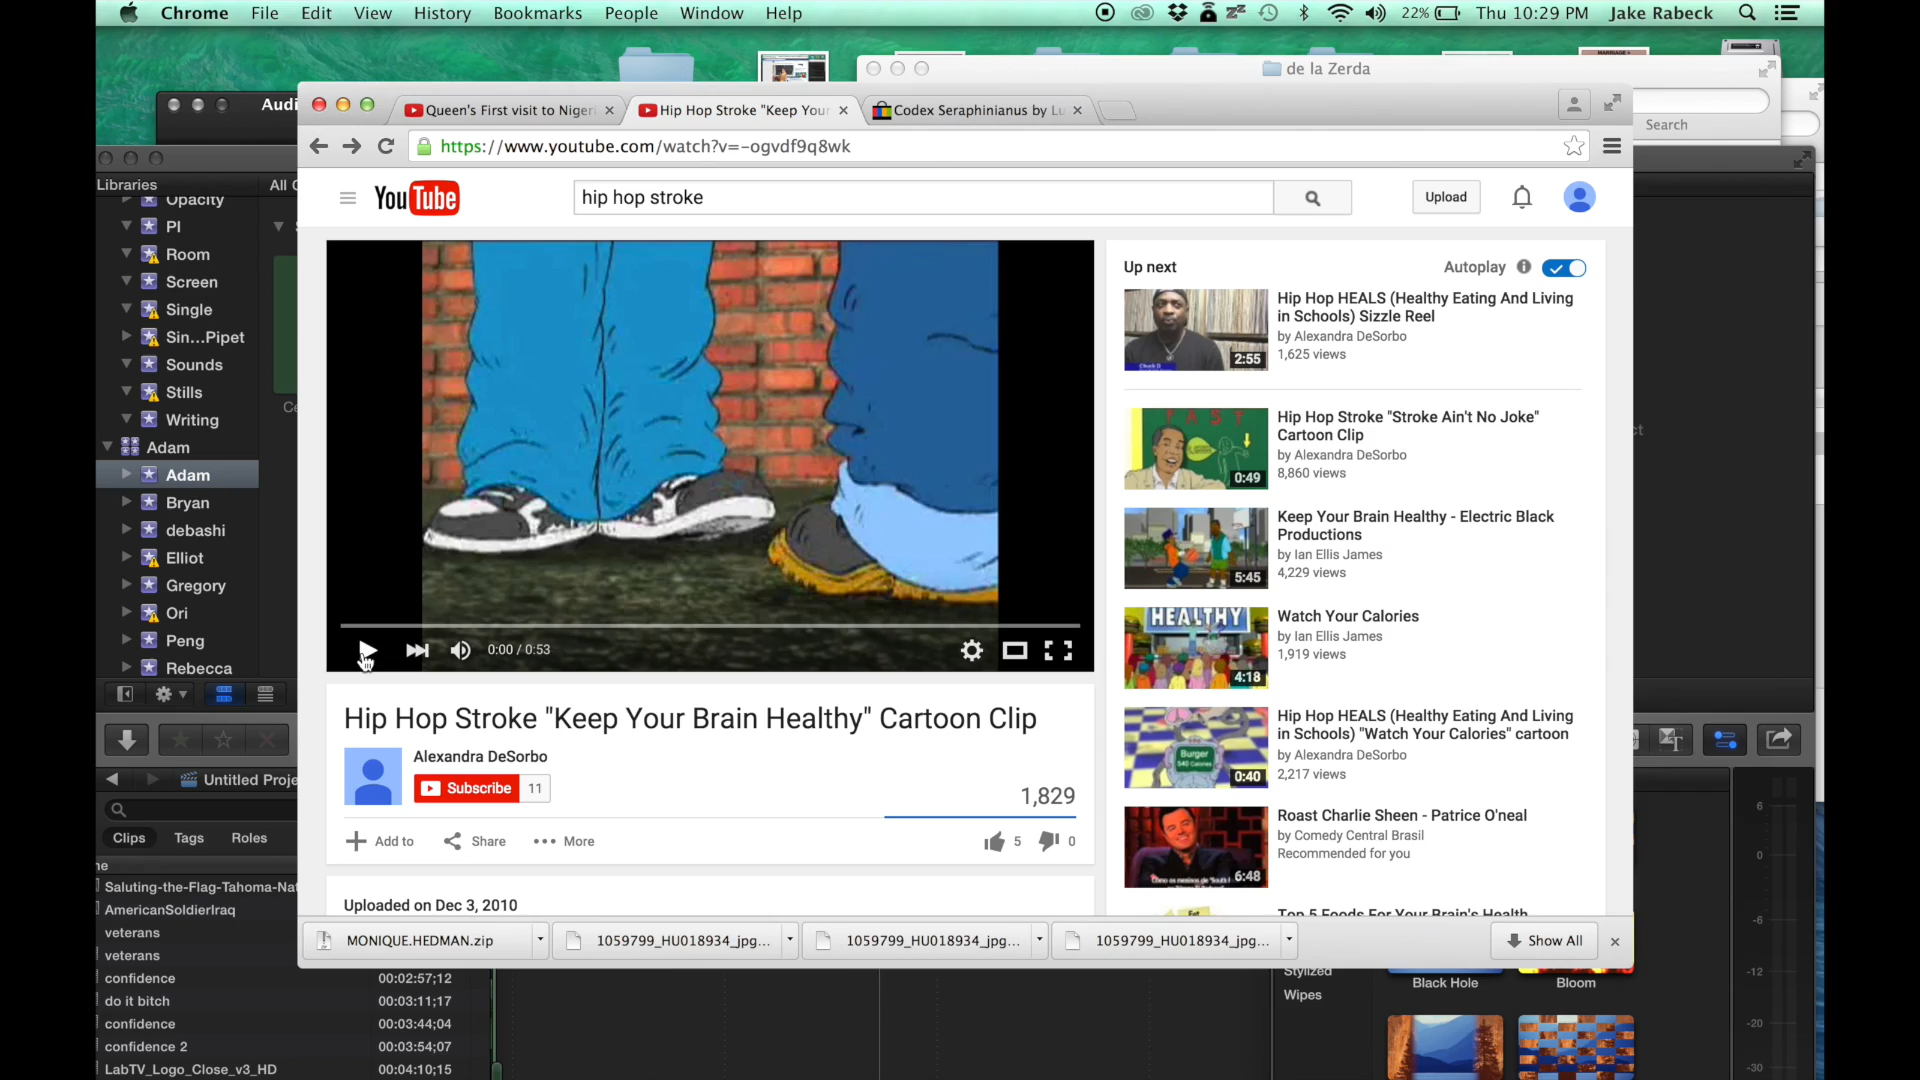 Chrome File Edit View History Bookmarks People Window Help
22% Thu 10:29 PM Jake Rabeck
de la Zerda
Search
Audi
Queen's First visit to Nigeri
Hip Hop Stroke "Keep Your
Codex Seraphinianus by Lu
https://www.youtube.com/watch?v=-ogvdf9q8wk
YouTube
hip hop stroke
Upload
Libraries
All C
Opacity
PI
Room
Screen
Single
Sin...Pipet
Sounds
Stills
Writing
Adam
Adam
Bryan
debashi
Elliot
Gregory
Ori
Peng
Rebecca
0:00 / 0:53
Hip Hop Stroke "Keep Your Brain Healthy" Cartoon Clip
Alexandra DeSorbo
Subscribe 11
1,829
Add to Share More
5 0
Uploaded on Dec 3, 2010
Up next
Autoplay
Chuck D
2:55
Hip Hop HEALS (Healthy Eating And Living
in Schools) Sizzle Reel
by Alexandra DeSorbo
1,625 views
F A S T
0:49
Hip Hop Stroke "Stroke Ain't No Joke"
Cartoon Clip
by Alexandra DeSorbo
8,860 views
5:45
Keep Your Brain Healthy - Electric Black
Productions
by Ian Ellis James
4,229 views
HEALTHY
4:18
Watch Your Calories
by Ian Ellis James
1,919 views
Burger
540 Calories
0:40
Hip Hop HEALS (Healthy Eating And Living
in Schools) "Watch Your Calories" cartoon
by Alexandra DeSorbo
2,217 views
6:48
Roast Charlie Sheen - Patrice O'neal
by Comedy Central Brasil
Recommended for you
Top 5 Foods For Your Brain's Health
MONIQUE.HEDMAN.zip
1059799_HU018934_jpg...
1059799_HU018934_jpg...
1059799_HU018934_jpg...
Show All
Untitled Proje
Clips Tags Roles
Saluting-the-Flag-Tahoma-Nat
AmericanSoldierIraq
veterans
veterans
confidence 00:02:57;12
do it bitch 00:03:11;17
confidence 00:03:44;04
confidence 2 00:03:54;07
LabTV_Logo_Close_v3_HD 00:04:10;15
Stylized
Wipes
Black Hole
Bloom
6
0
-6
-12
-20
-30